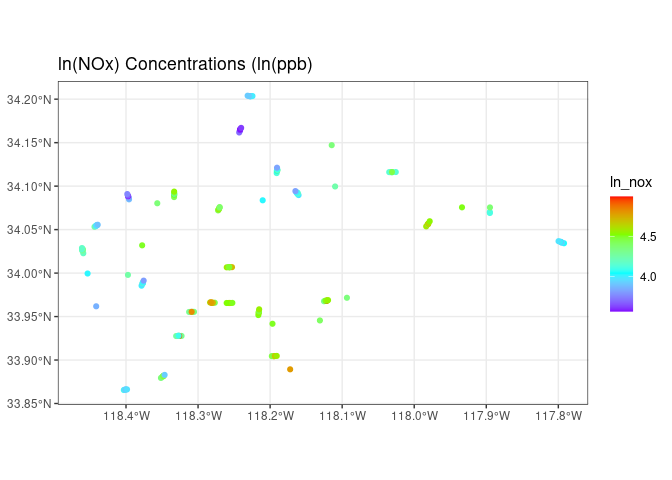 ln(NOx) Concentrations (ln(ppb)
34.20°N
34.15°N
34.10°N
34.05°N
34.00°N
33.95°N
33.90°N
33.85°N
118.4°W 118.3°W 118.2°W 118.1°W 118.0°W 117.9°W 117.8°W
ln_nox
4.5
4.0